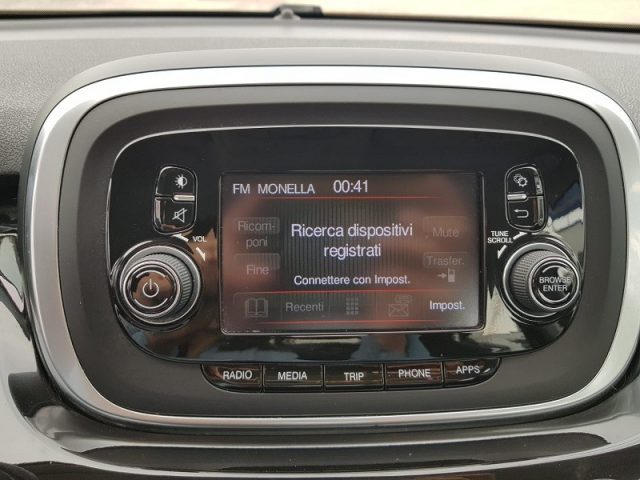 FM MONELLA 00:41
Ricom-
poni
Ricerca dispositivi
registrati
Mute
Fine
Connettere con Impost.
Trasfer.
Recenti
Impost.
VOL
TUNE
SCROLL
BROWSE
ENTER
RADIO
MEDIA
TRIP
PHONE
APPS